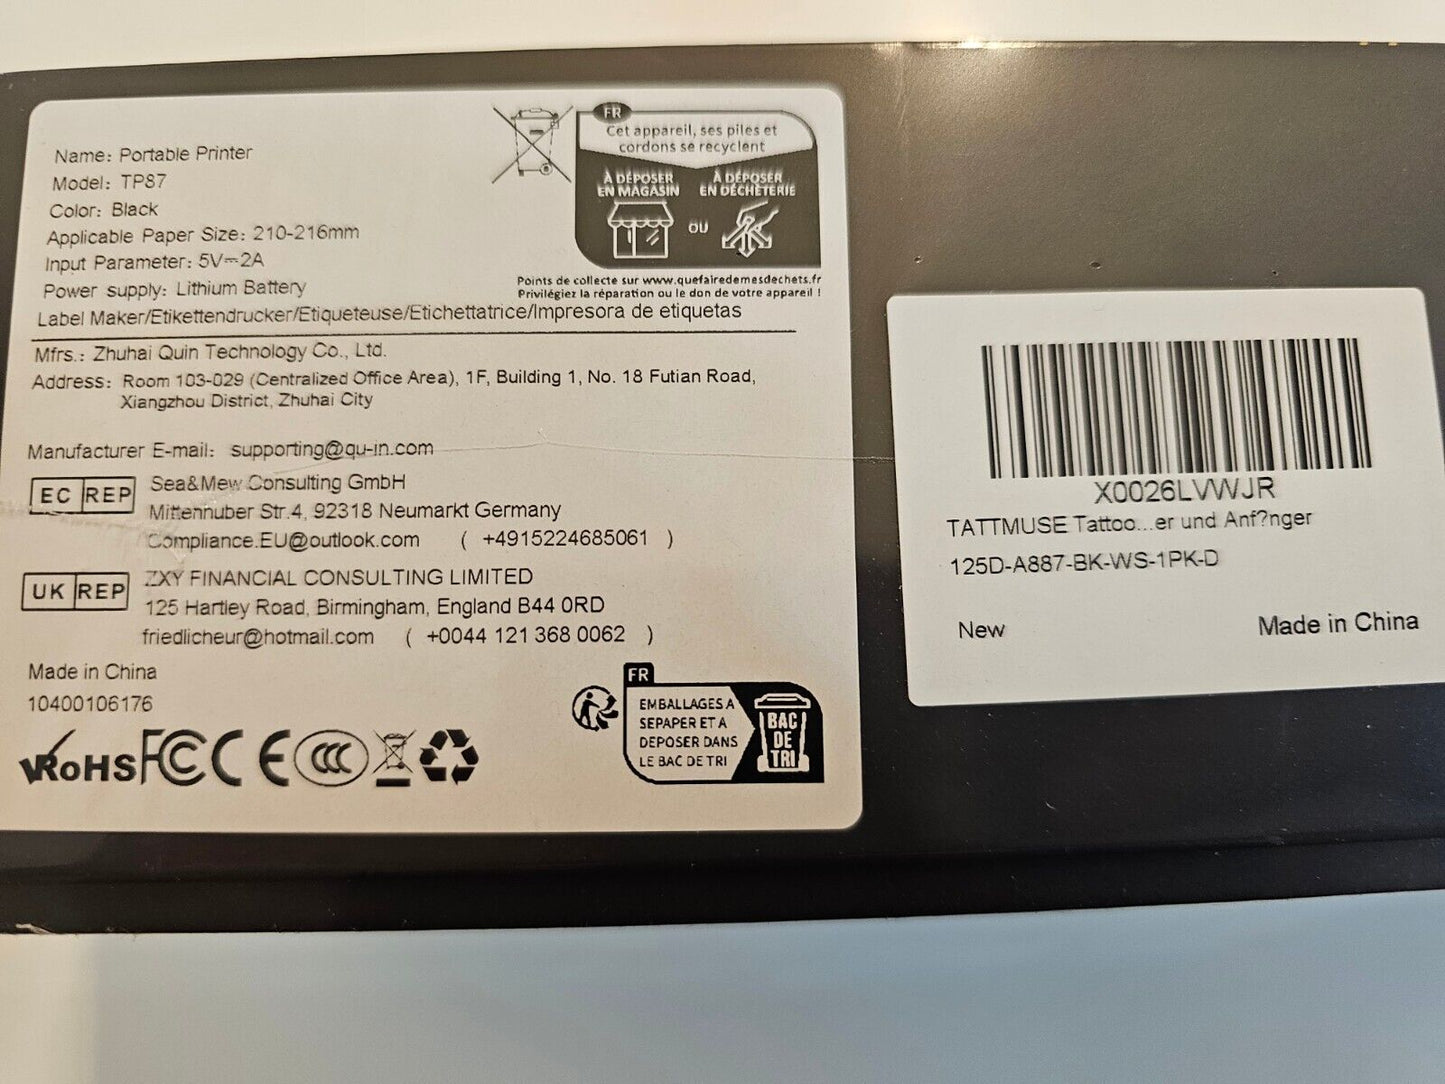 Name: Portable Printer
Model: TP87
Color: Black
Applicable Paper Size: 210-216mm
Input Parameter: 5V⎓2A
Power supply: Lithium Battery
Label Maker/Etikettendrucker/Etiqueteuse/Etichettatrice/Impresora de etiquetas
FR
Cet appareil, ses piles et
cordons se recyclent
À DÉPOSER
EN MAGASIN
OU
À DÉPOSER
EN DÉCHÈTERIE
Points de collecte sur www.quefairedemesdechets.fr
Privilégiez la réparation ou le don de votre appareil !
Mfrs.: Zhuhai Quin Technology Co., Ltd.
Address: Room 103-029 (Centralized Office Area), 1F, Building 1, No. 18 Futian Road,
Xiangzhou District, Zhuhai City
Manufacturer E-mail: supporting@qu-in.com
EC REP
Sea&Mew Consulting GmbH
Mittennuber Str.4, 92318 Neumarkt Germany
Compliance.EU@outlook.com ( +4915224685061 )
UK REP
ZXY FINANCIAL CONSULTING LIMITED
125 Hartley Road, Birmingham, England B44 0RD
friedlicheur@hotmail.com ( +0044 121 368 0062 )
Made in China
10400106176
RoHS FC CE CCC
FR
EMBALLAGES A
SEPAPER ET A
DEPOSER DANS
LE BAC DE TRI
BAC
DE
TRI
X0026LVWJR
TATTMUSE Tattoo...er und Anf?nger
125D-A887-BK-WS-1PK-D
New
Made in China